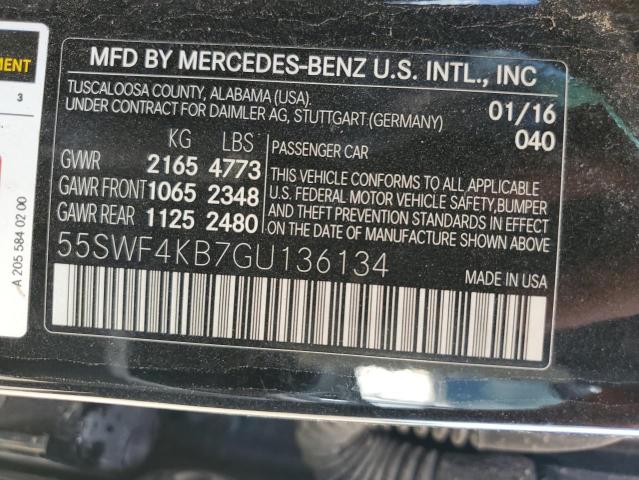 MENT
3
A 205 584 02 00
MFD BY MERCEDES-BENZ U.S. INTL., INC
TUSCALOOSA COUNTY, ALABAMA (USA)
UNDER CONTRACT FOR DAIMLER AG, STUTTGART (GERMANY)
01/16
040
KG LBS
GVWR 2165 4773
GAWR FRONT 1065 2348
GAWR REAR 1125 2480
PASSENGER CAR
THIS VEHICLE CONFORMS TO ALL APPLICABLE
U.S. FEDERAL MOTOR VEHICLE SAFETY, BUMPER
AND THEFT PREVENTION STANDARDS IN EFFECT
ON THE DATE OF MANUFACTURE SHOWN ABOVE.
55SWF4KB7GU136134
MADE IN USA